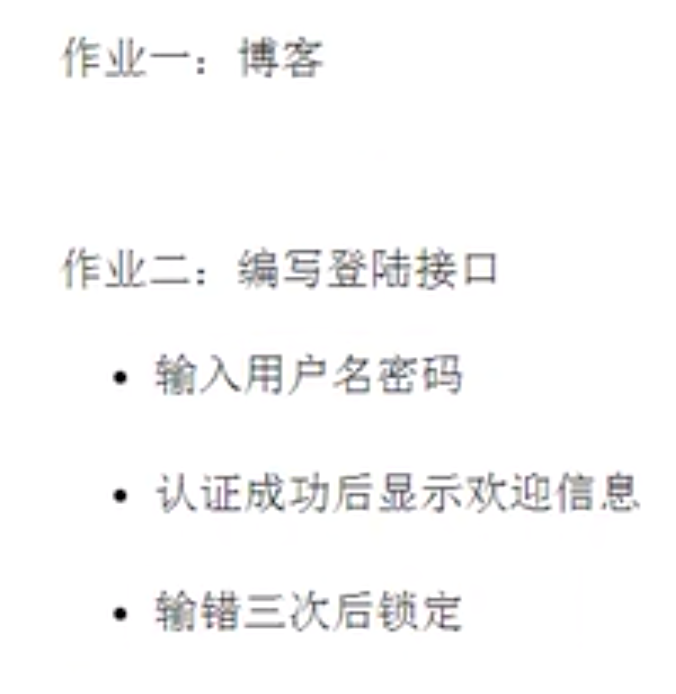 作业一：博客
作业二：编写登陆接口
• 输入用户名密码
• 认证成功后显示欢迎信息
• 输错三次后锁定